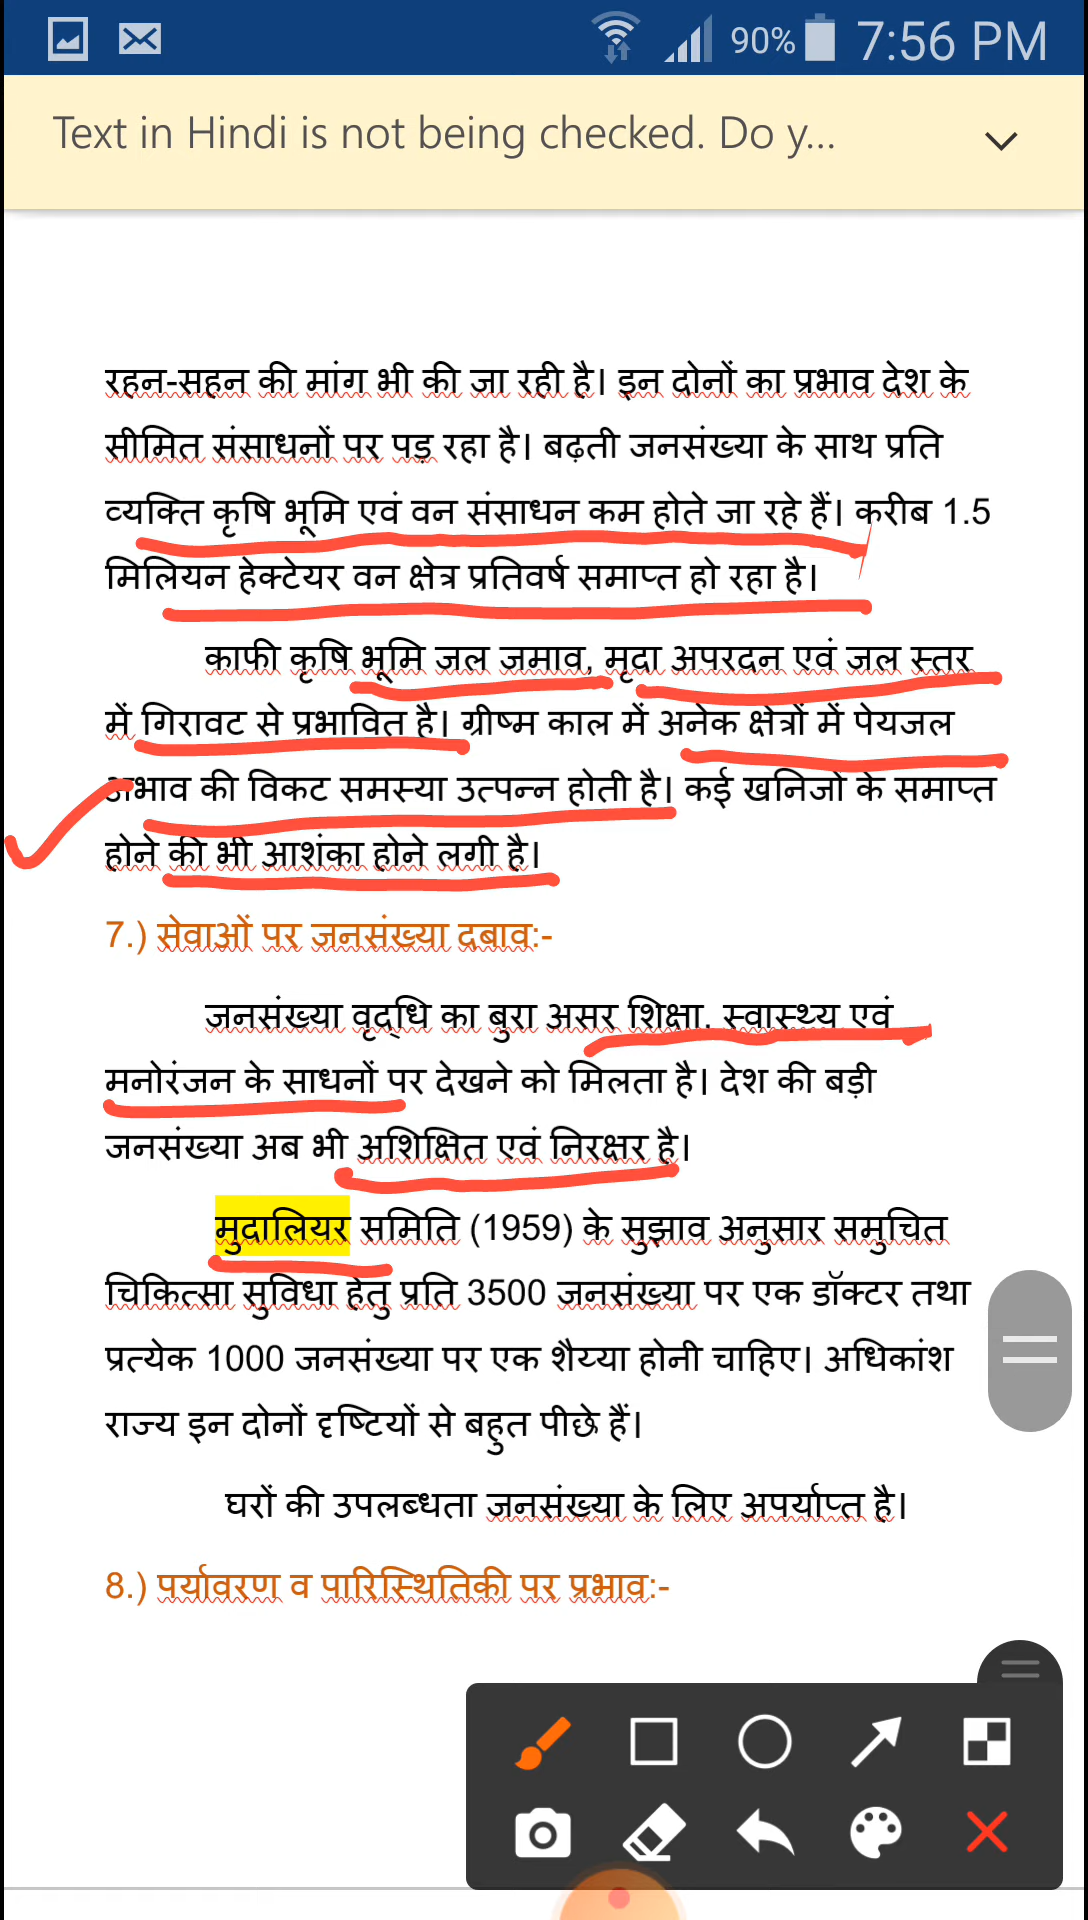 90% 7:56 PM
Text in Hindi is not being checked. Do y...
रहन-सहन की मांग भी की जा रही है। इन दोनों का प्रभाव देश के
सीमित संसाधनों पर पड़ रहा है। बढ़ती जनसंख्या के साथ प्रति
व्यक्ति कृषि भूमि एवं वन संसाधन कम होते जा रहे हैं। करीब 1.5
मिलियन हेक्टेयर वन क्षेत्र प्रतिवर्ष समाप्त हो रहा है।
काफी कृषि भूमि जल जमाव, मृदा अपरदन एवं जल स्तर
में गिरावट से प्रभावित है। ग्रीष्म काल में अनेक क्षेत्रों में पेयजल
अभाव की विकट समस्या उत्पन्न होती है। कई खनिजो के समाप्त
होने की भी आशंका होने लगी है।
7.) सेवाओं पर जनसंख्या दबाव:-
जनसंख्या वृद्धि का बुरा असर शिक्षा, स्वास्थ्य एवं
मनोरंजन के साधनों पर देखने को मिलता है। देश की बड़ी
जनसंख्या अब भी अशिक्षित एवं निरक्षर है।
मुदालियर समिति (1959) के सुझाव अनुसार समुचित
चिकित्सा सुविधा हेतु प्रति 3500 जनसंख्या पर एक डॉक्टर तथा
प्रत्येक 1000 जनसंख्या पर एक शैय्या होनी चाहिए। अधिकांश
राज्य इन दोनों दृष्टियों से बहुत पीछे हैं।
घरों की उपलब्धता जनसंख्या के लिए अपर्याप्त है।
8.) पर्यावरण व पारिस्थितिकी पर प्रभाव:-